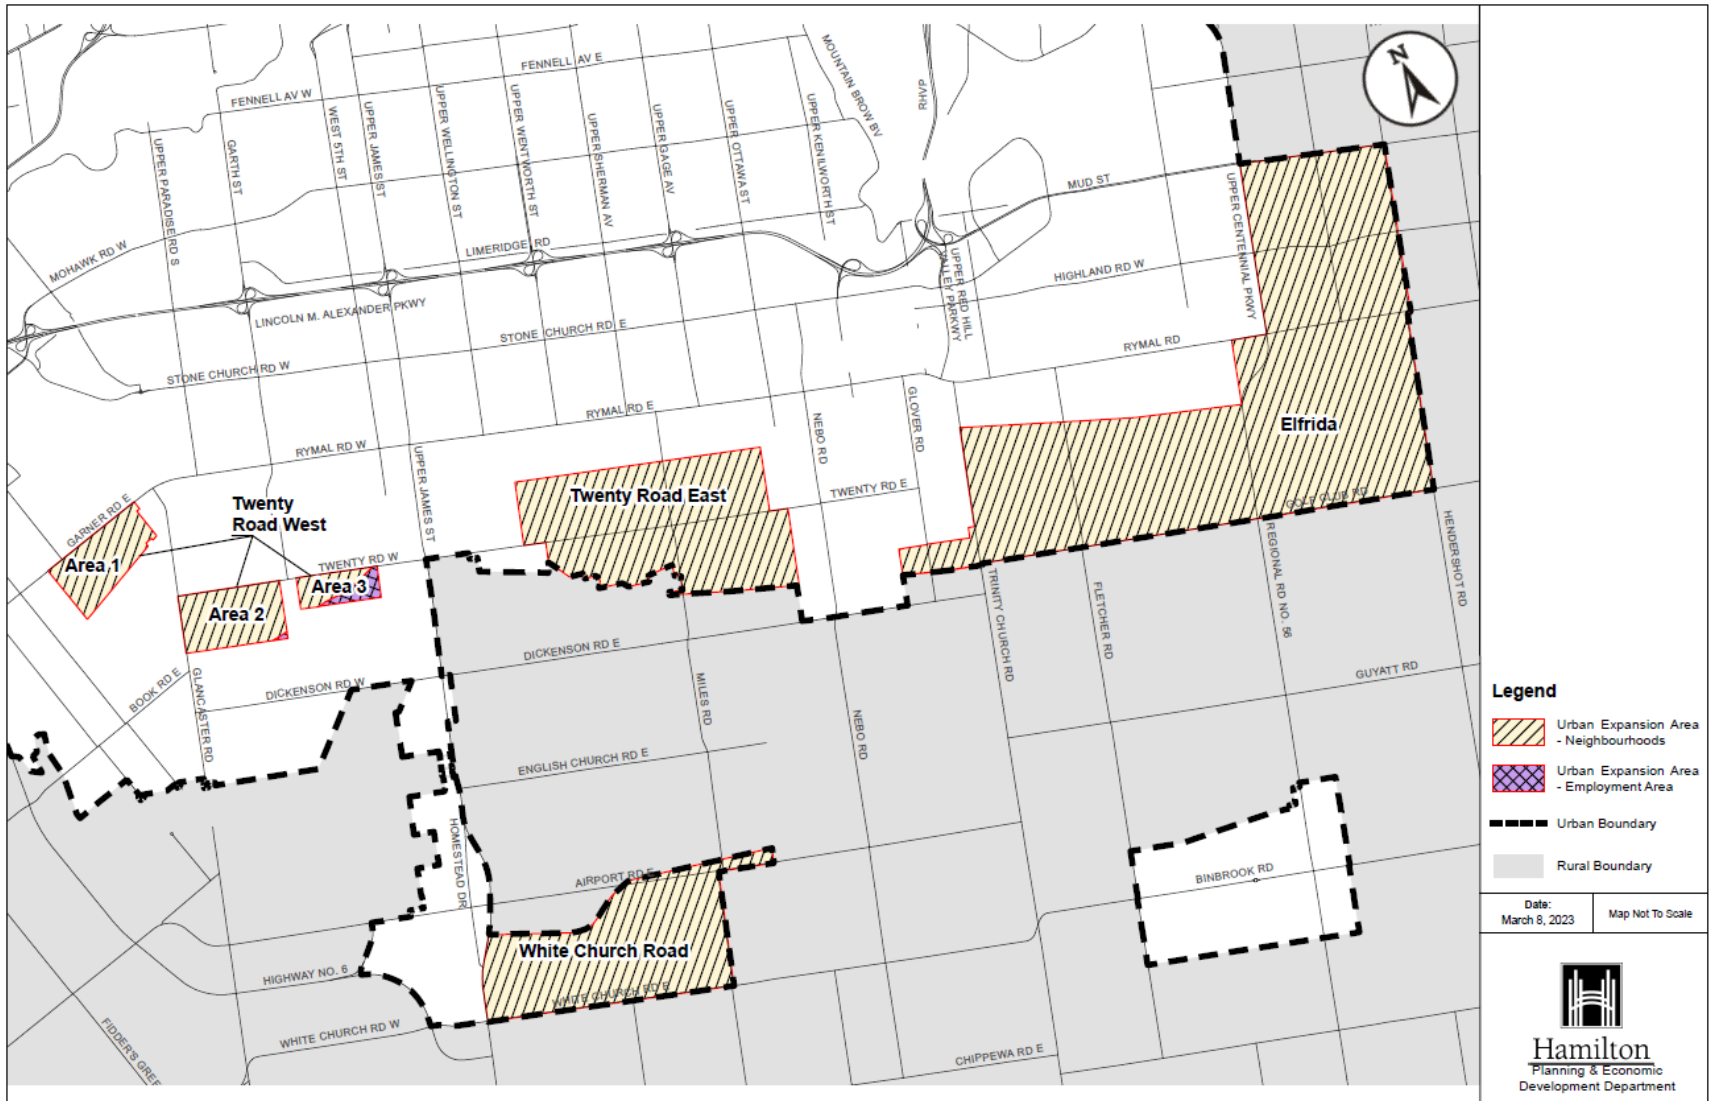 FENNELL AV E
FENNELL AV W
MOUNTAIN BROW BV
RHVP
N
UPPER PARADISE RD S
GARTH ST
WEST 5TH ST
UPPER JAMES ST
UPPER WELLINGTON ST
UPPER WENTWORTH ST
UPPER SHERMAN AV
UPPER GAGE AV
UPPER OTTAWA ST
UPPER KENILWORTH ST
MUD ST
UPPER CENTENNIAL PKWY
MOHAWK RD W
LIMERIDGE RD
LINCOLN M. ALEXANDER PKWY
UPPER RED HILL
VALLEY PARKWY
HIGHLAND RD W
STONE CHURCH RD E
STONE CHURCH RD W
RYMAL RD
RYMAL RD E
RYMAL RD W
NEBO RD
GLOVER RD
UPPER JAMES ST
Elfrida
GARNER RD E
Twenty
Road West
Twenty Road East
TWENTY RD E
GOLF CLUB RD
TWENTY RD W
Area 1
Area 2
Area 3
REGIONAL RD NO. 56
HENDERSHOT RD
TRINITY CHURCH RD
FLETCHER RD
DICKENSON RD E
DICKENSON RD W
BOOK RD E
GLANCASTER RD
MILES RD
NEBO RD
GUYATT RD
ENGLISH CHURCH RD E
HOMESTEAD DR
AIRPORT RD E
BINBROOK RD
White Church Road
HIGHWAY NO. 6
WHITE CHURCH RD E
WHITE CHURCH RD W
FIDDER'S GREE
CHIPPEWA RD E
Legend
Urban Expansion Area
- Neighbourhoods
Urban Expansion Area
- Employment Area
Urban Boundary
Rural Boundary
Date:
March 8, 2023
Map Not To Scale
Hamilton
Planning & Economic
Development Department